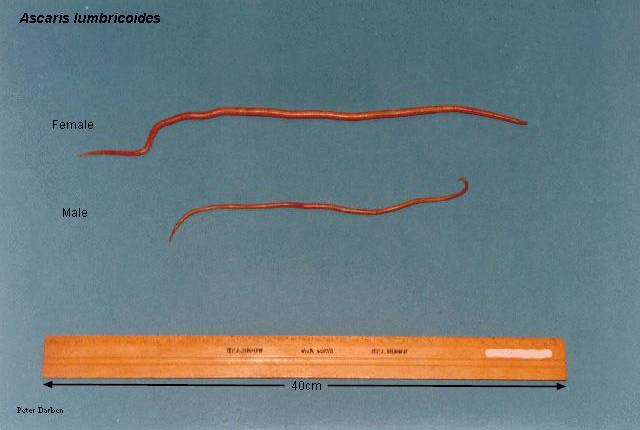 Ascaris lumbricoides
Female
Male
40cm
Peter Darben